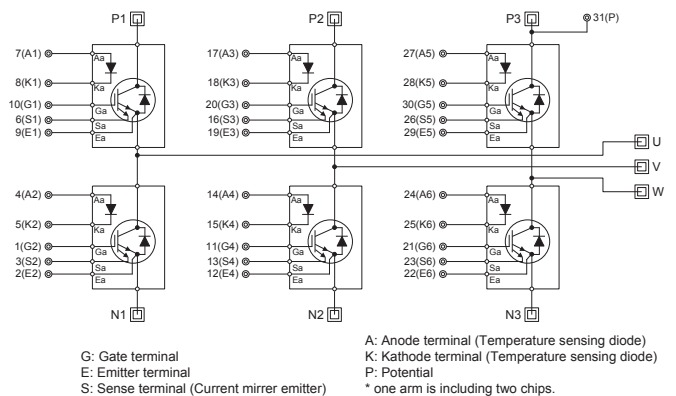 P1 P2 P3 31(P)
7(A1) Aa 17(A3) Aa 27(A5) Aa
8(K1) Ka 18(K3) Ka 28(K5) Ka
10(G1) Ga 20(G3) Ga 30(G5) Ga
6(S1) Sa 16(S3) Sa 26(S5) Sa
9(E1) Ea 19(E3) Ea 29(E5) Ea
U
V
W
4(A2) Aa 14(A4) Aa 24(A6) Aa
5(K2) Ka 15(K4) Ka 25(K6) Ka
1(G2) Ga 11(G4) Ga 21(G6) Ga
3(S2) Sa 13(S4) Sa 23(S6) Sa
2(E2) Ea 12(E4) Ea 22(E6) Ea
N1 N2 N3
G: Gate terminal
E: Emitter terminal
S: Sense terminal (Current mirrer emitter)
A: Anode terminal (Temperature sensing diode)
K: Kathode terminal (Temperature sensing diode)
P: Potential
* one arm is including two chips.